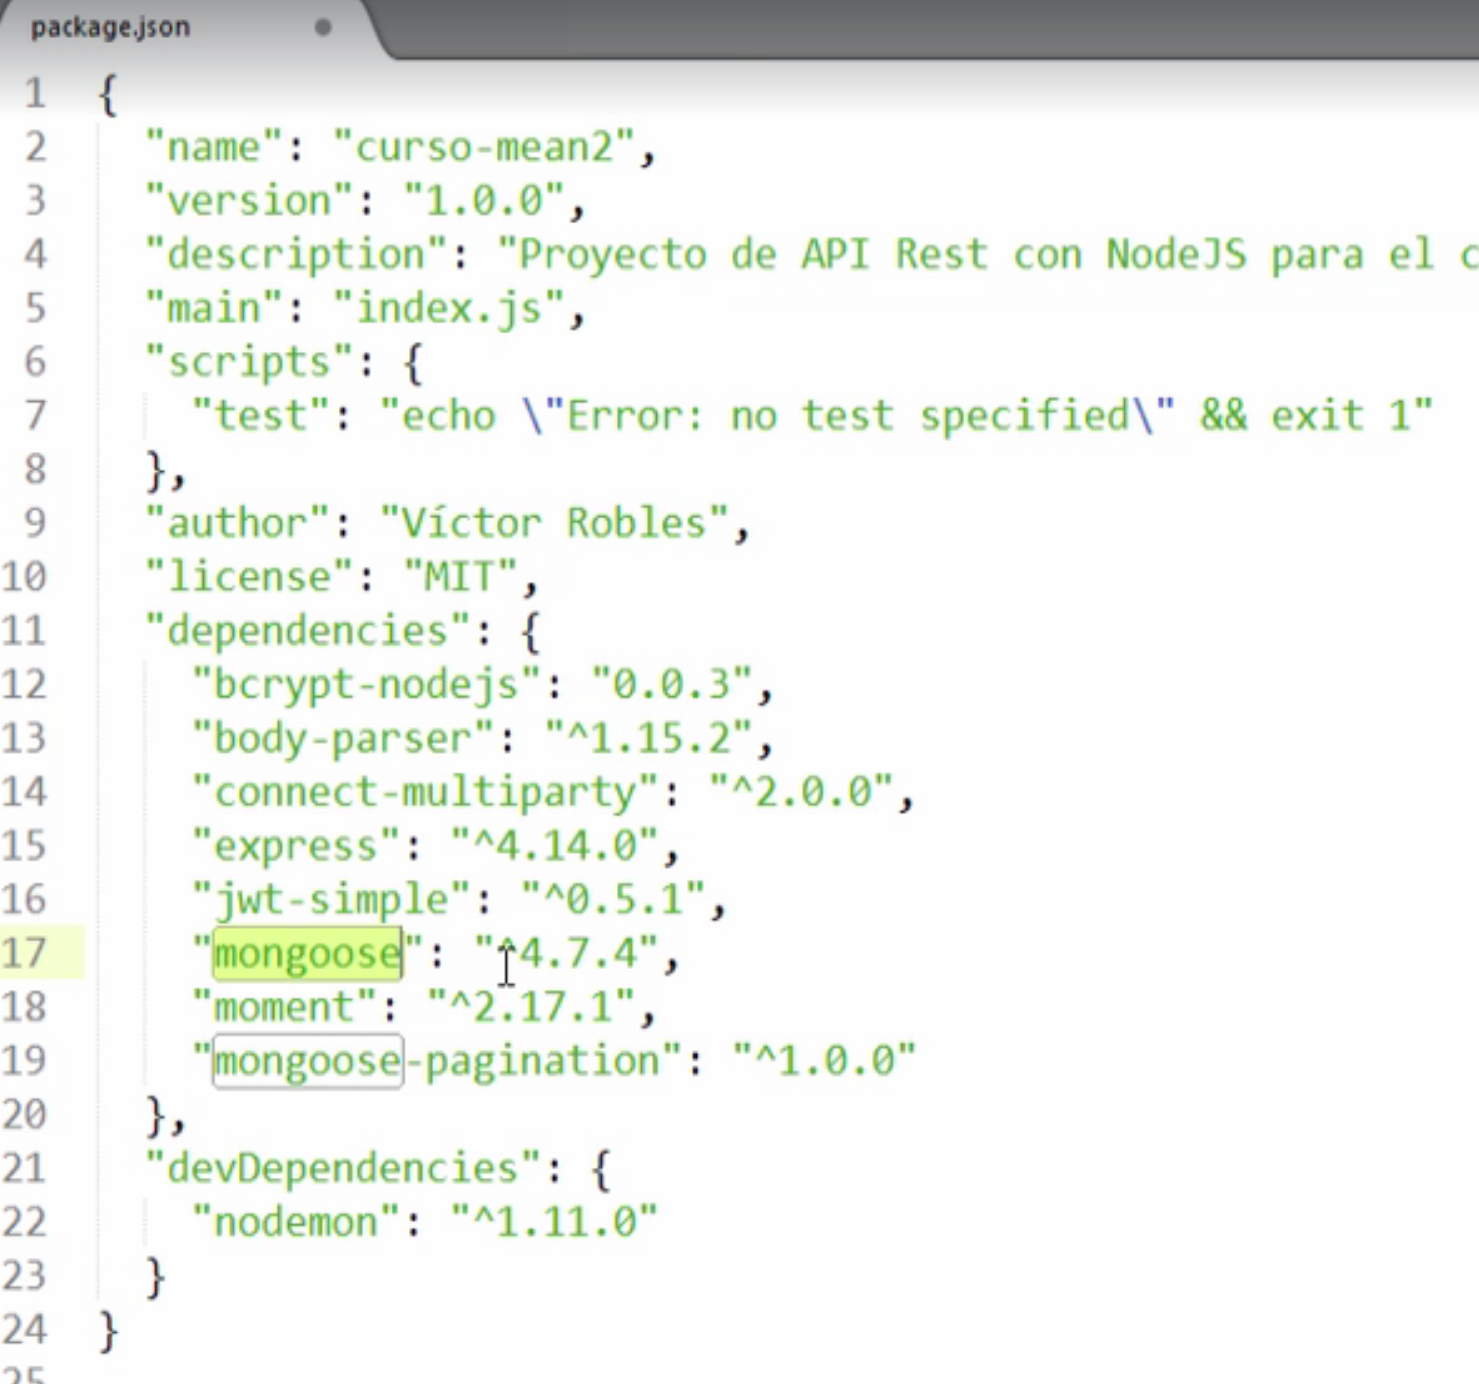 package.json
1 {
2 "name": "curso-mean2",
3 "version": "1.0.0",
4 "description": "Proyecto de API Rest con NodeJS para el
5 "main": "index.js",
6 "scripts": {
7 "test": "echo \"Error: no test specified\" && exit 1"
8 },
9 "author": "Víctor Robles",
10 "license": "MIT",
11 "dependencies": {
12 "bcrypt-nodejs": "0.0.3",
13 "body-parser": "^1.15.2",
14 "connect-multiparty": "^2.0.0",
15 "express": "^4.14.0",
16 "jwt-simple": "^0.5.1",
17 "mongoose": "^4.7.4",
18 "moment": "^2.17.1",
19 "mongoose-pagination": "^1.0.0"
20 },
21 "devDependencies": {
22 "nodemon": "^1.11.0"
23 }
24 }
25